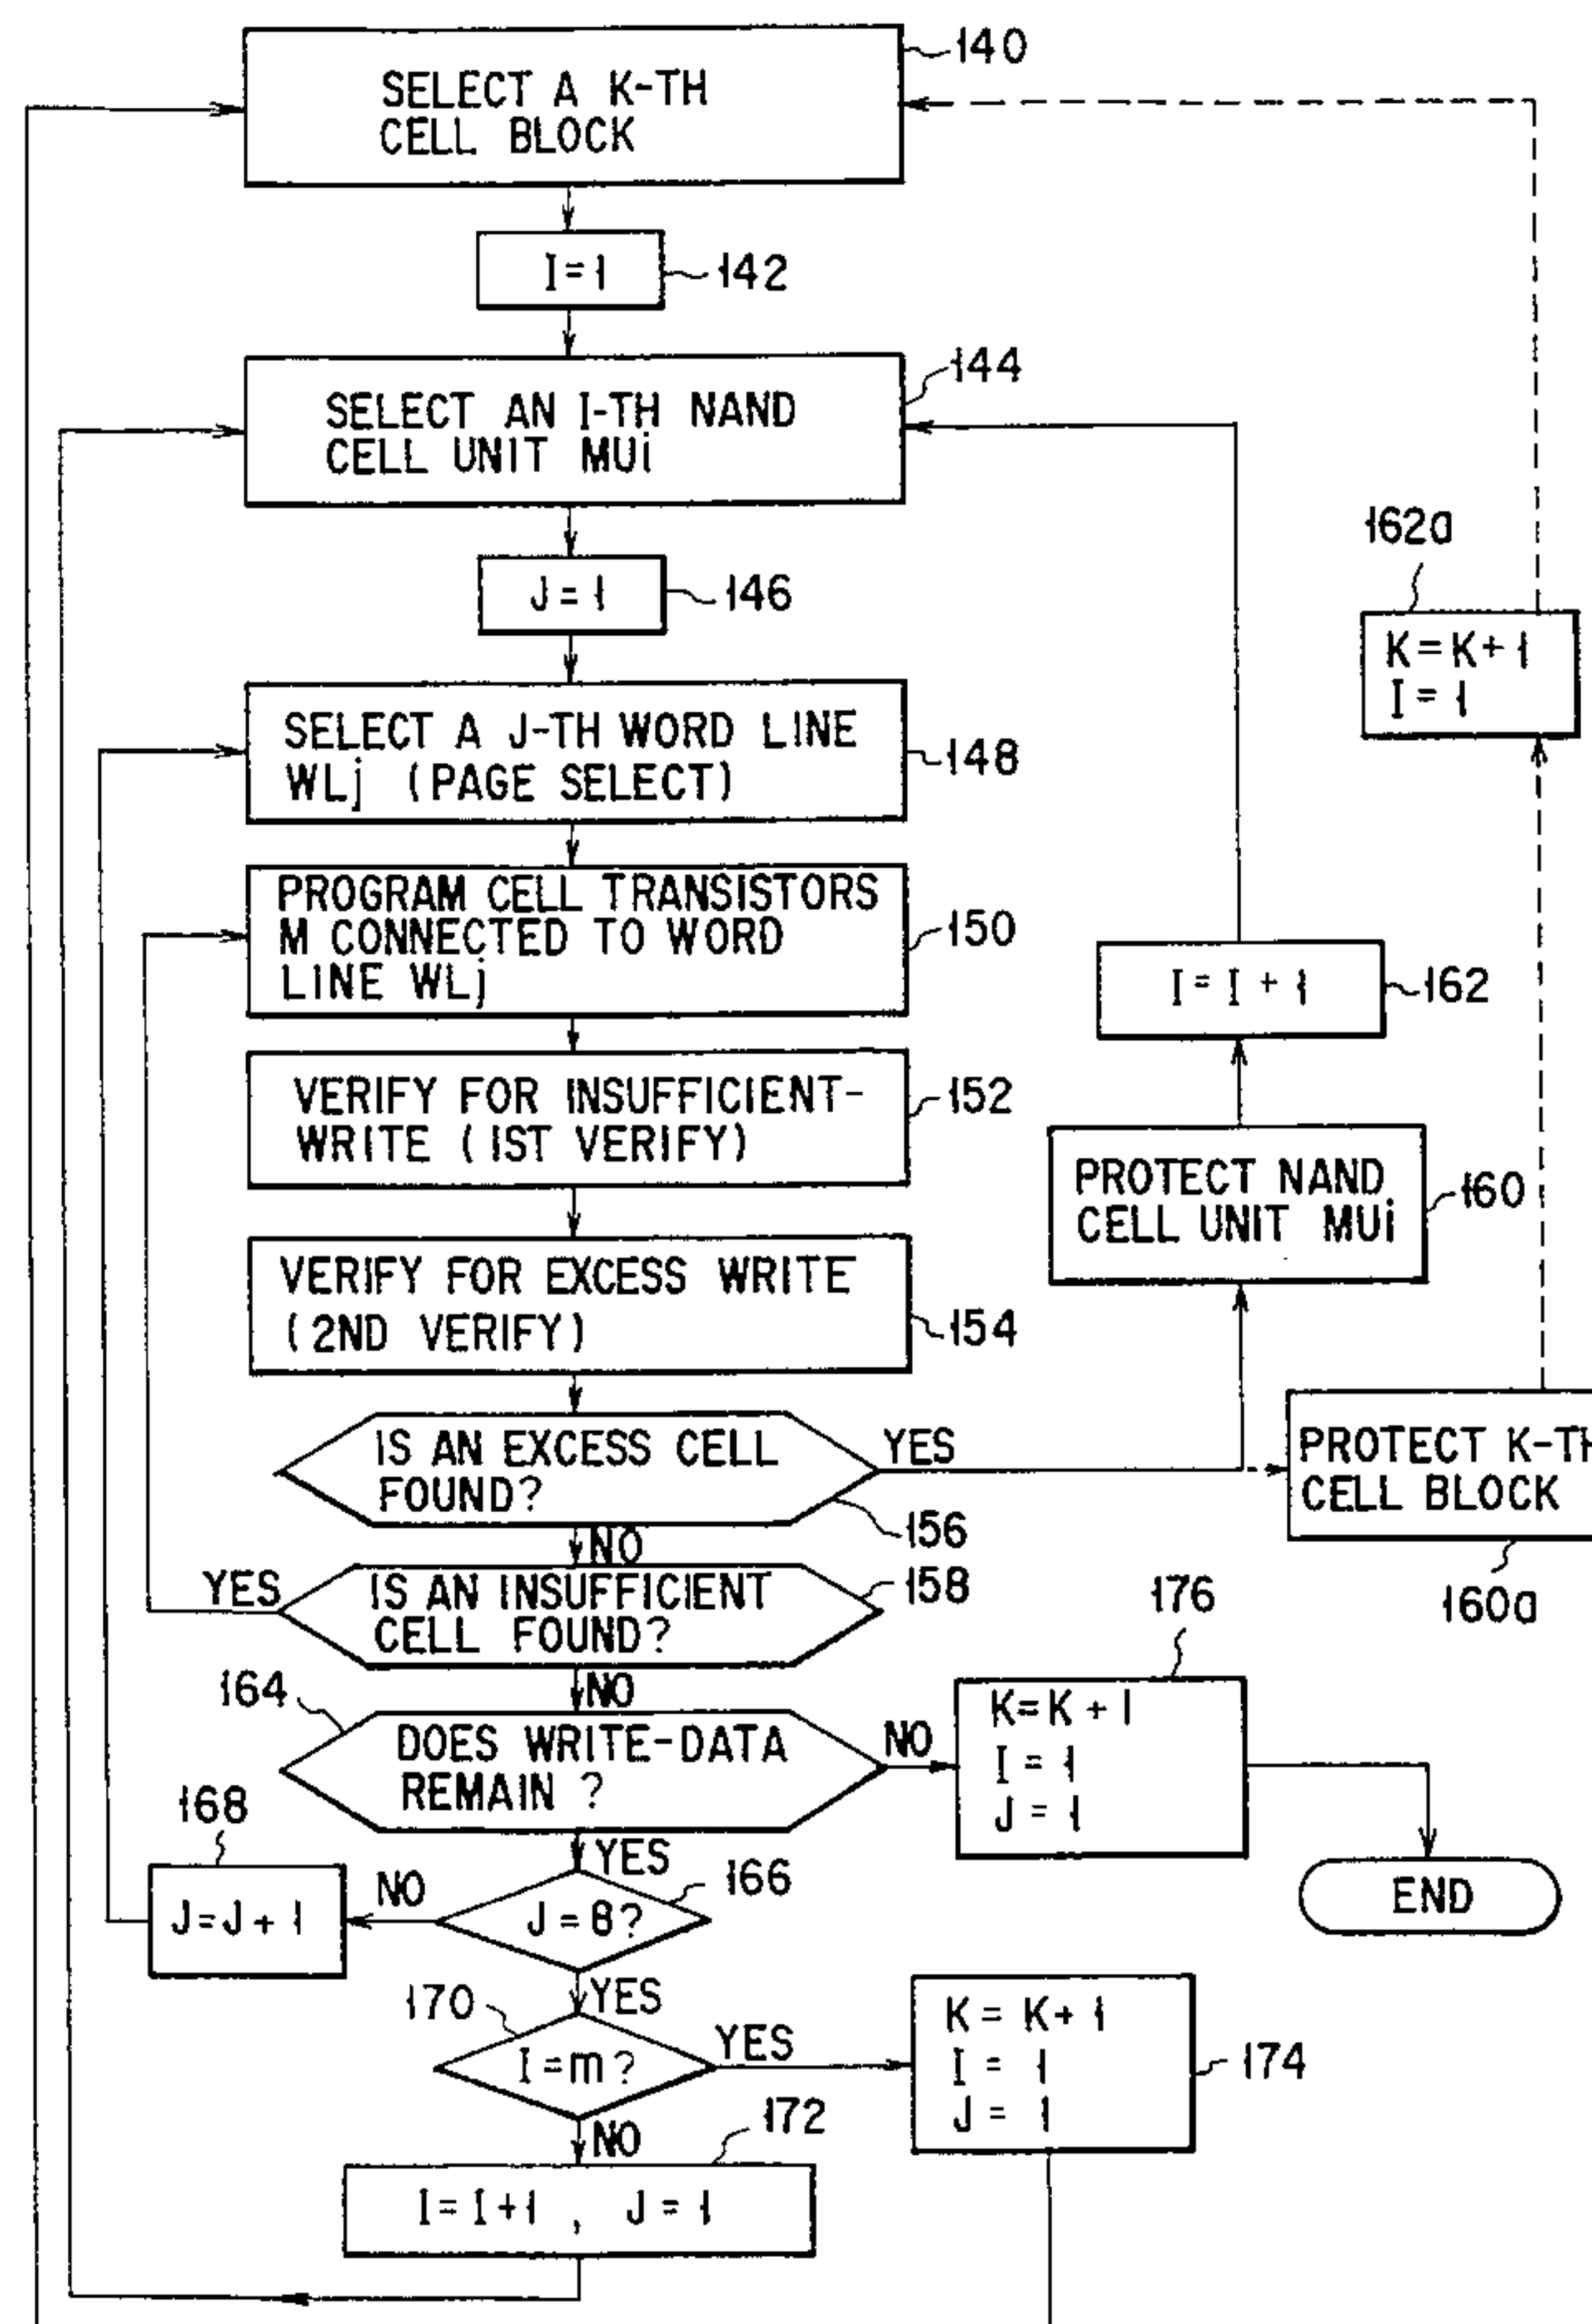 SELECT A K-TH
CELL BLOCK
140
I=1
142
SELECT AN I-TH NAND
CELL UNIT MUi
144
J=1
146
162a
K=K+1
I=1
SELECT A J-TH WORD LINE
WLj (PAGE SELECT)
148
PROGRAM CELL TRANSISTORS
M CONNECTED TO WORD
LINE WLj
150
I=I+1
162
VERIFY FOR INSUFFICIENT-
WRITE (1ST VERIFY)
152
PROTECT NAND
CELL UNIT MUi
160
VERIFY FOR EXCESS WRITE
(2ND VERIFY)
154
IS AN EXCESS CELL
FOUND?
YES
156
NO
PROTECT K-TH
CELL BLOCK
160a
IS AN INSUFFICIENT
CELL FOUND?
YES
158
NO
164
DOES WRITE-DATA
REMAIN ?
NO
176
K=K+1
I=1
J=1
END
YES
168
J=J+1
NO
J=8?
166
YES
170
I=m?
YES
K=K+1
I=1
J=1
174
NO
172
I=I+1 , J=1